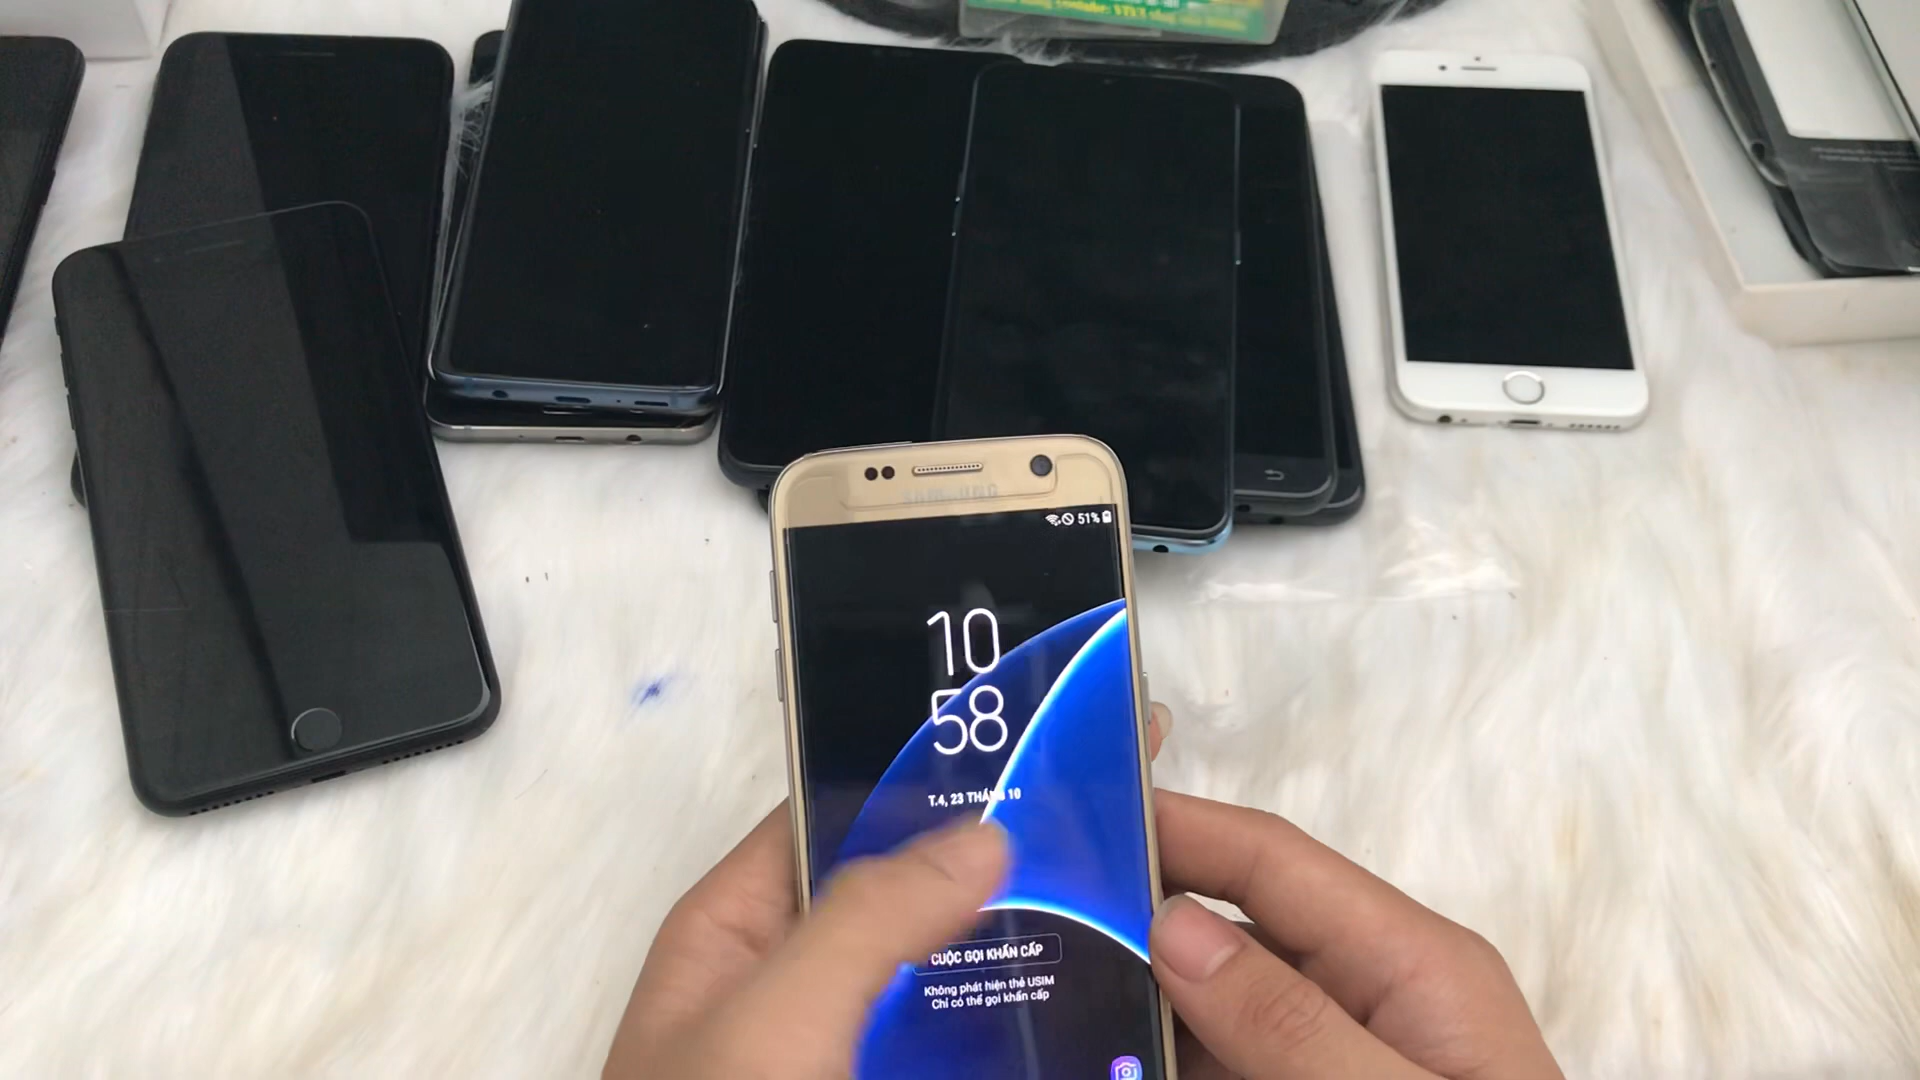 SAMSUNG
51%
10
58
T.4, 23 THÁNG 10
CUỘC GỌI KHẨN CẤP
Không phát hiện thẻ USIM
Chỉ có thể gọi khẩn cấp